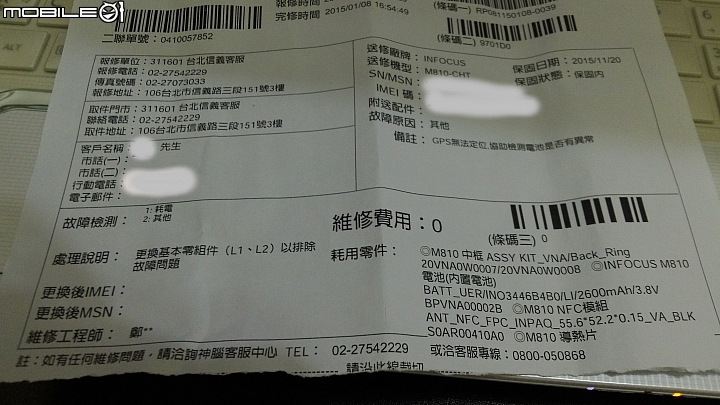 MOBILE01
報修時間
完修時間 2015/01/08 16:54:49
(條碼一) RP081150108-0039
二聯單號： 0410057852
(條碼二) 9701D0
報修單位：311601 台北信義客服
報修電話：02-27542229
傳真號碼：02-27073033
報修地址：106台北市信義路三段151號3樓
取件門市：311601 台北信義客服
聯絡電話：02-27542229
取件地址：106台北市信義路三段151號3樓
客戶名稱： 先生
市話(一)：
市話(二)：
行動電話：
電子郵件：
送修廠牌：INFOCUS
保固日期：2015/11/20
送修機型：M810-CHT
保固狀態：保固內
SN/MSN：
IMEI 碼：
附送配件：
故障原因：其他
備註：GPS無法定位,協助檢測電池是否有異常
故障檢測：
1: 耗電
2: 其他
維修費用：0
(條碼三) 0
處理說明：更換基本零組件（L1、L2）以排除
故障問題
耗用零件：◎M810 中框 ASSY KIT_VNA/Back_Ring
20VNA0W0007/20VNA0W0008 ◎INFOCUS M810
電池(內置電池)
BATT_UER/INO3446B4B0/LI/2600mAh/3.8V
BPVNA00002B ◎M810 NFC模組
ANT_NFC_FPC_INPAQ_55.6*52.2*0.15_VA_BLK
S0AR00410A0 ◎M810 導熱片
更換後IMEI：
更換後MSN：
維修工程師：鄭**
註：如有任何維修問題，請洽詢神腦客服中心 TEL： 02-27542229 或洽客服專線：0800-050868
請沿此線裁切